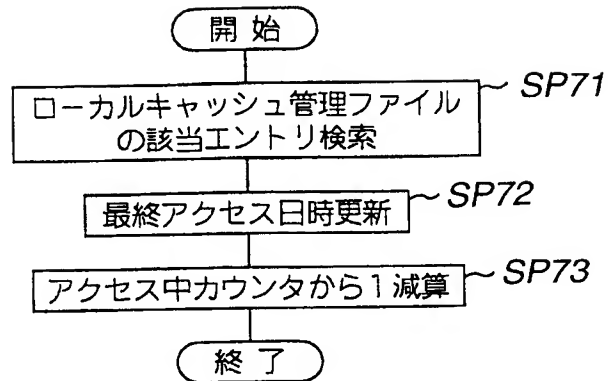 開 始
ローカルキャッシュ管理ファイル
の該当エントリ検索
SP71
最終アクセス日時更新
SP72
アクセス中カウンタから1減算
SP73
終 了